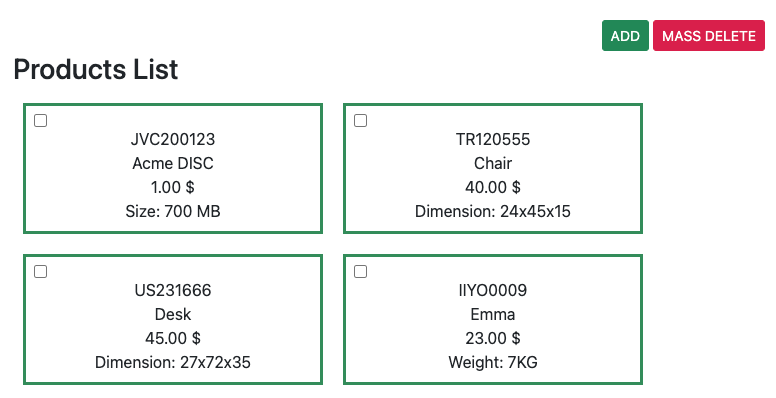 ADD MASS DELETE
Products List
JVC200123
Acme DISC
1.00 $
Size: 700 MB
TR120555
Chair
40.00 $
Dimension: 24x45x15
US231666
Desk
45.00 $
Dimension: 27x72x35
IIYO0009
Emma
23.00 $
Weight: 7KG